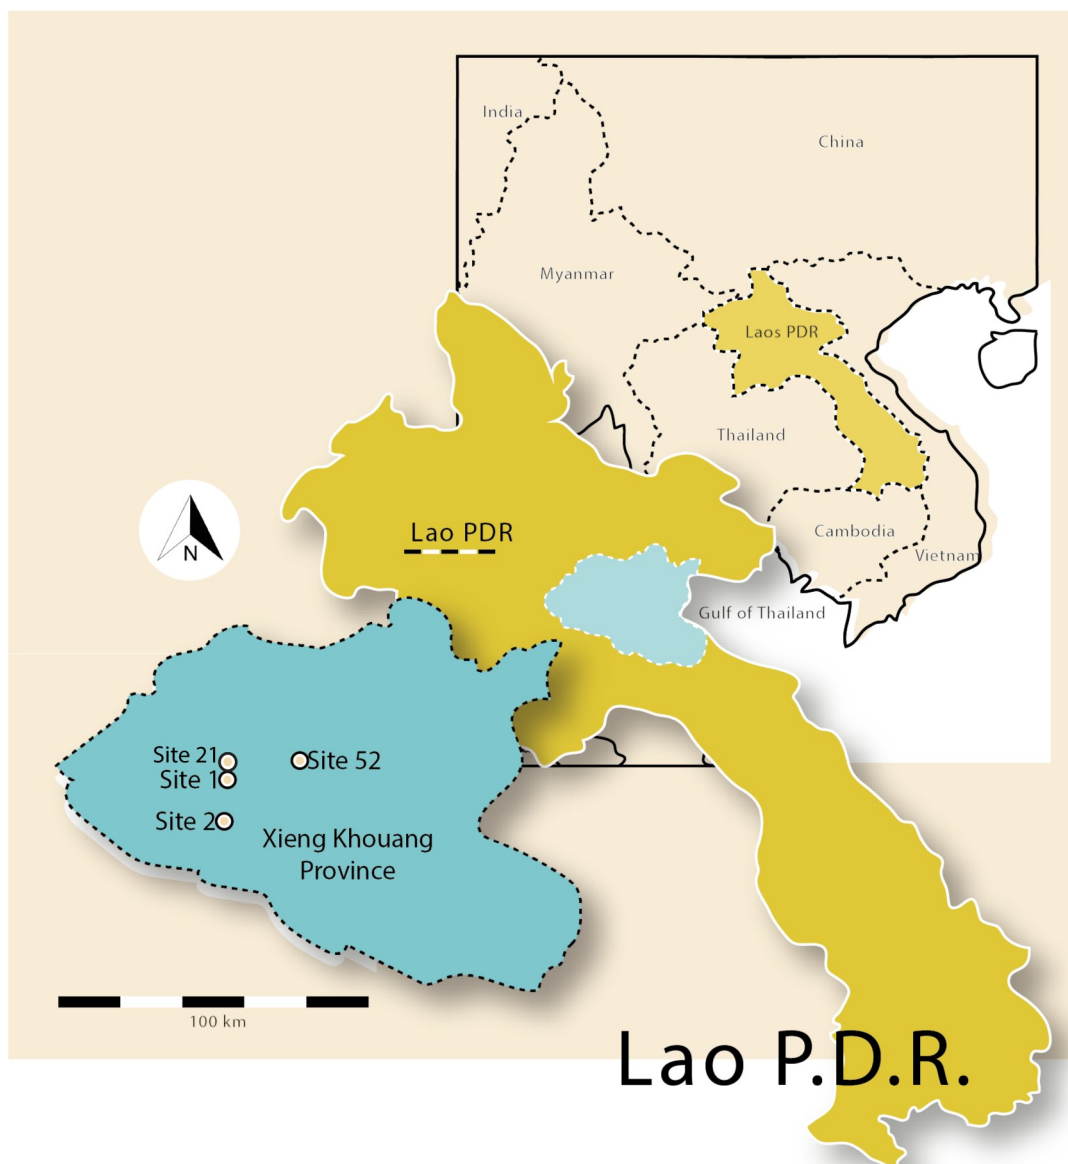 India
China
Myanmar
Laos PDR
Thailand
Lao PDR
Cambodia
Vietnam
N
Gulf of Thailand
Site 21
Site 52
Site 1
Site 2
Xieng Khouang
Province
100 km
Lao P.D.R.